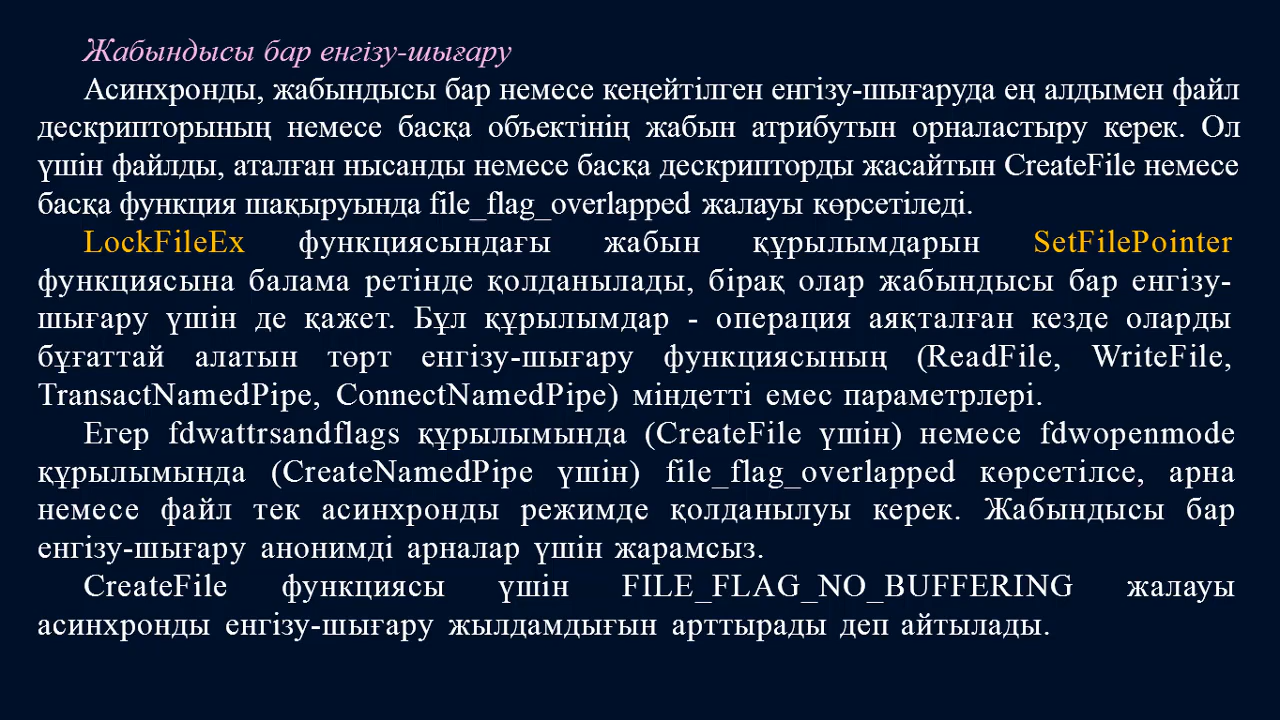 Жабындысы бар енгізу-шығару
Асинхронды, жабындысы бар немесе кеңейтілген енгізу-шығаруда ең алдымен файл
дескрипторының немесе басқа объектінің жабын атрибутын орналастыру керек. Ол
үшін файлды, аталған нысанды немесе басқа дескрипторды жасайтын CreateFile немесе
басқа функция шақыруында file_flag_overlapped жалауы көрсетіледі.
LockFileEx функциясындағы жабын құрылымдарын SetFilePointer
функциясына балама ретінде қолданылады, бірақ олар жабындысы бар енгізу-
шығару үшін де қажет. Бұл құрылымдар - операция аяқталған кезде оларды
бұғаттай алатын төрт енгізу-шығару функциясының (ReadFile, WriteFile,
TransactNamedPipe, ConnectNamedPipe) міндетті емес параметрлері.
Егер fdwattrsandflags құрылымында (CreateFile үшін) немесе fdwopenmode
құрылымында (CreateNamedPipe үшін) file_flag_overlapped көрсетілсе, арна
немесе файл тек асинхронды режимде қолданылуы керек. Жабындысы бар
енгізу-шығару анонимді арналар үшін жарамсыз.
CreateFile функциясы үшін FILE_FLAG_NO_BUFFERING жалауы
асинхронды енгізу-шығару жылдамдығын арттырады деп айтылады.